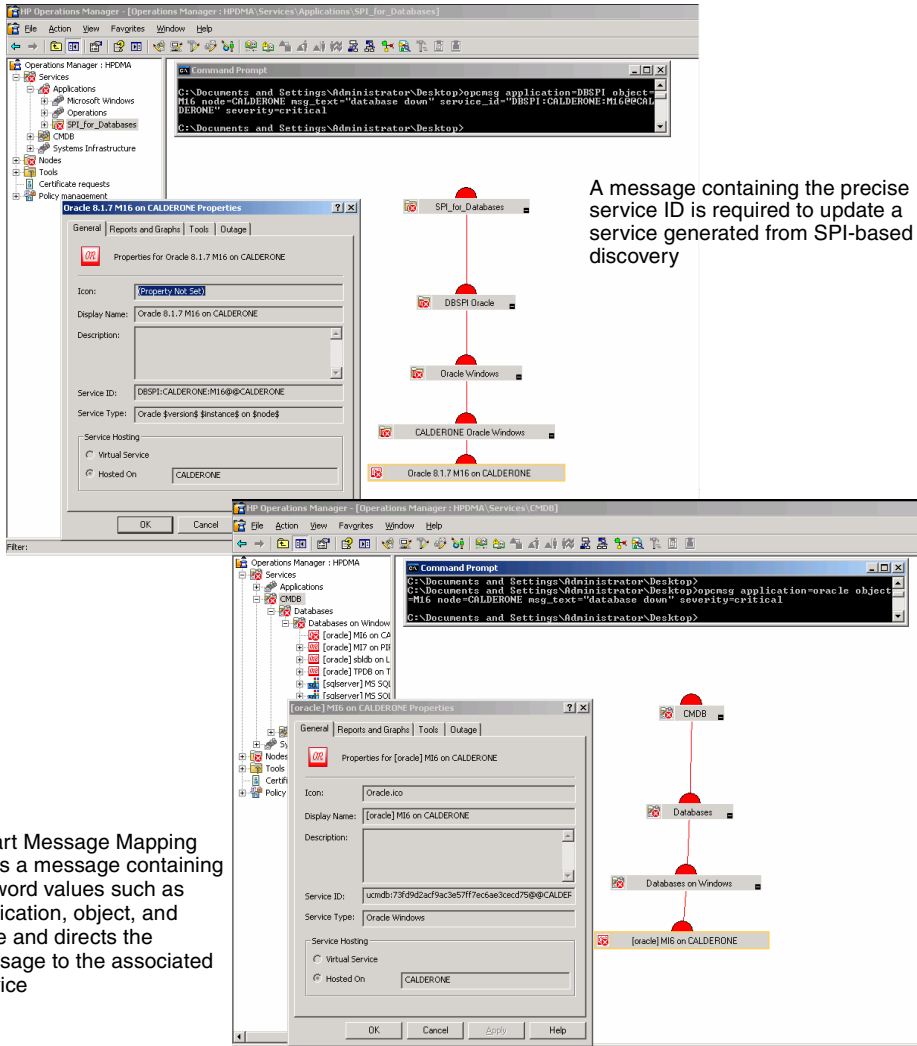 HP Operations Manager - [Operations Manager : HPDMA\Services\Applications\SPI_for_Databases]
File Action View Favorites Window Help
Operations Manager : HPDMA
Services
Applications
Microsoft Windows
Operations
SPI_for_Databases
CMDB
Systems Infrastructure
Nodes
Tools
Certificate requests
Policy management
Command Prompt
C:\Documents and Settings\Administrator\Desktop>opcmsg application=DBSPI object=
M16 node=CALDERONE msg_text="database down" service_id="DBSPI:CALDERONE:M16@@CAL
DERONE" severity=critical
C:\Documents and Settings\Administrator\Desktop>
A message containing the precise
service ID is required to update a
service generated from SPI-based
discovery
SPI_for_Databases
DBSPI Oracle
Oracle Windows
CALDERONE Oracle Windows
Oracle 8.1.7 M16 on CALDERONE
Oracle 8.1.7 M16 on CALDERONE Properties
General Reports and Graphs Tools Outage
Properties for Oracle 8.1.7 M16 on CALDERONE
Icon: (Property Not Set)
Display Name: Oracle 8.1.7 M16 on CALDERONE
Description:
Service ID: DBSPI:CALDERONE:M16@@CALDERONE
Service Type: Oracle $version$ $instance$ on $node$
Service Hosting
Virtual Service
Hosted On CALDERONE
OK Cancel
Filter:
HP Operations Manager - [Operations Manager : HPDMA\Services\CMDB]
File Action View Favorites Window Help
Operations Manager : HPDMA
Services
Applications
CMDB
Databases
Databases on Window
[oracle] MI6 on CA
[oracle] MI7 on PI
[oracle] sbldb on L
[oracle] TPDB on T
[sqlserver] MS SQL
[sqlserver] MS SQL
Sy
Nodes
Tools
Certifi
Policy
Command Prompt
C:\Documents and Settings\Administrator\Desktop>
C:\Documents and Settings\Administrator\Desktop>opcmsg application=oracle object
=M16 node=CALDERONE msg_text="database down" severity=critical
C:\Documents and Settings\Administrator\Desktop>
CMDB
Databases
Databases on Windows
[oracle] MI6 on CALDERONE
[oracle] MI6 on CALDERONE Properties
General Reports and Graphs Tools Outage
Properties for [oracle] MI6 on CALDERONE
Icon: Oracle.ico
Display Name: [oracle] MI6 on CALDERONE
Description:
Service ID: ucmdb:73fd9d2acf9ac3e57ff7ec6ae3cecd75@@CALDER
Service Type: Oracle Windows
Service Hosting
Virtual Service
Hosted On CALDERONE
OK Cancel Apply Help
art Message Mapping
s a message containing
word values such as
ication, object, and
e and directs the
ssage to the associated
vice